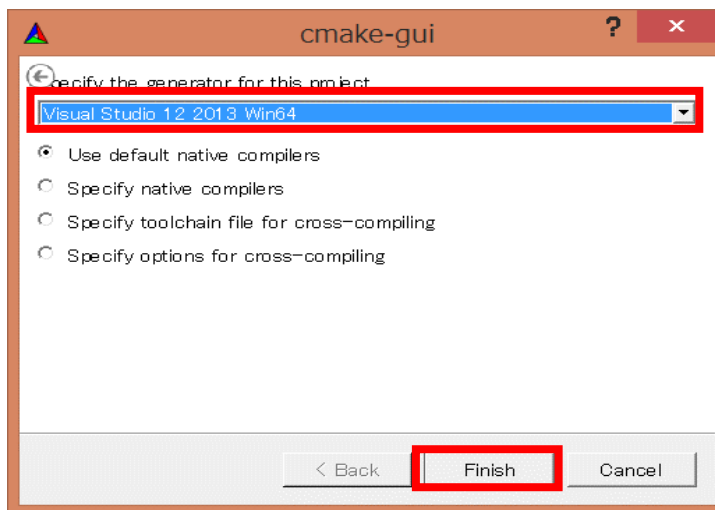 cmake-gui
?
×
Specify the generator for this project
Visual Studio 12 2013 Win64
Use default native compilers
Specify native compilers
Specify toolchain file for cross-compiling
Specify options for cross-compiling
< Back
Finish
Cancel